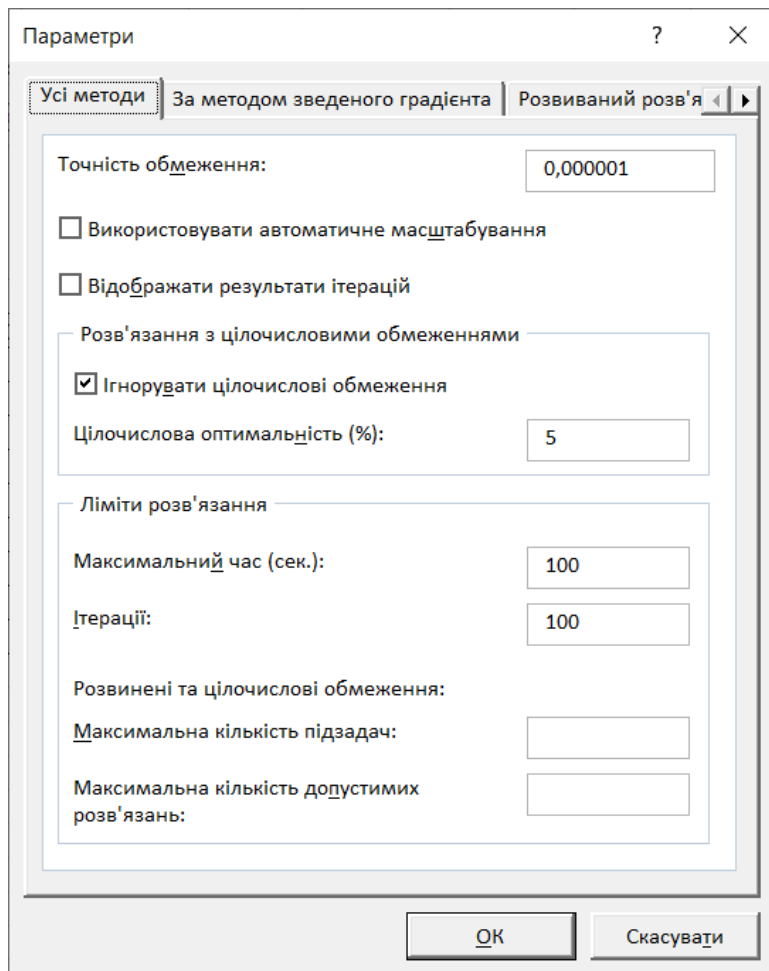 Параметри
?
Усі методи
За методом зведеного градієнта
Розвиваний розв'я
Точність обмеження:
0,000001
Використовувати автоматичне масштабування
Відображати результати ітерацій
Розв'язання з цілочисловими обмеженнями
Ігнорувати цілочислові обмеження
Цілочислова оптимальність (%):
5
Ліміти розв'язання
Максимальний час (сек.):
100
Ітерації:
100
Розвинені та цілочислові обмеження:
Максимальна кількість підзадач:
Максимальна кількість допустимих
розв'язань:
ОК
Скасувати